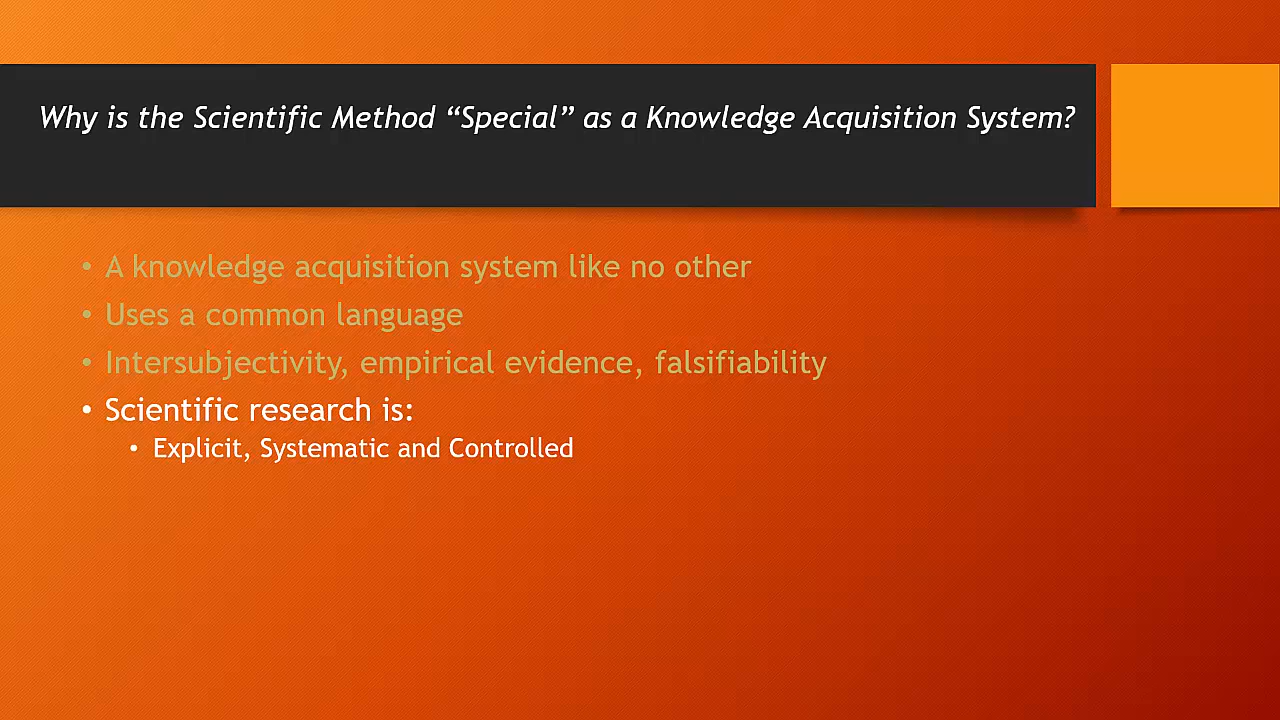 Why is the Scientific Method “Special” as a Knowledge Acquisition System?
• A knowledge acquisition system like no other
• Uses a common language
• Intersubjectivity, empirical evidence, falsifiability
• Scientific research is:
• Explicit, Systematic and Controlled